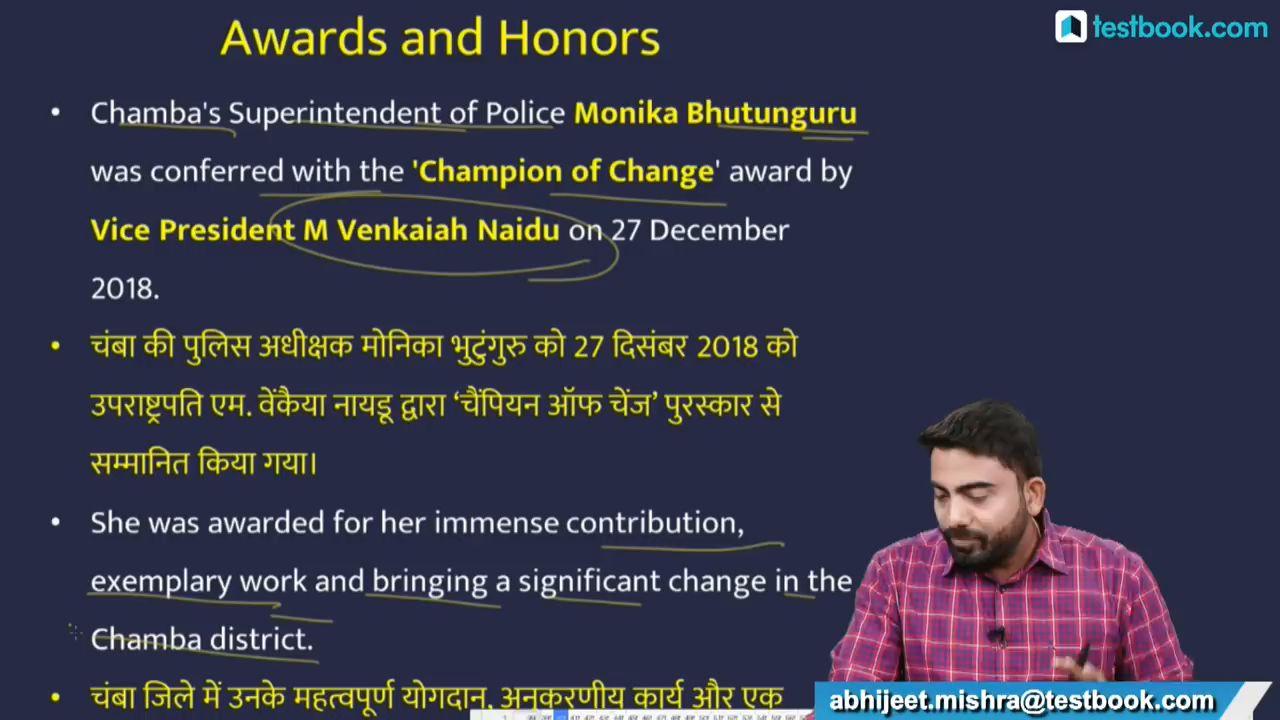 Awards and Honors
testbook.com
• Chamba's Superintendent of Police Monika Bhutunguru
was conferred with the 'Champion of Change' award by
Vice President M Venkaiah Naidu on 27 December
2018.
• चंबा की पुलिस अधीक्षक मोनिका भुटुंगुरु को 27 दिसंबर 2018 को
उपराष्ट्रपति एम. वेंकैया नायडू द्वारा ‘चैंपियन ऑफ चेंज’ पुरस्कार से
सम्मानित किया गया।
• She was awarded for her immense contribution,
exemplary work and bringing a significant change in the
Chamba district.
• चंबा जिले में उनके महत्वपूर्ण योगदान, अनुकरणीय कार्य और एक
abhijeet.mishra@testbook.com